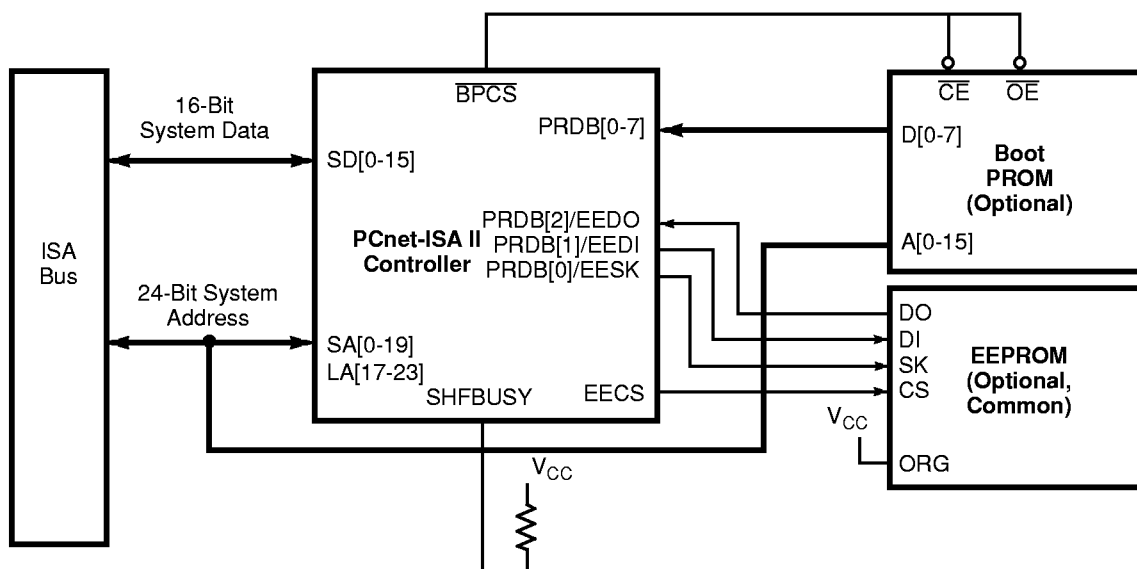 ISA
Bus
16-Bit
System Data
24-Bit System
Address
BPCS
PRDB[0-7]
SD[0-15]
PRDB[2]/EEDO
PCnet-ISA II
Controller
PRDB[1]/EEDI
PRDB[0]/EESK
SA[0-19]
LA[17-23]
SHFBUSY
EECS
VCC
CE
OE
D[0-7]
Boot
PROM
(Optional)
A[0-15]
DO
DI
SK
CS
EEPROM
(Optional,
Common)
VCC
ORG